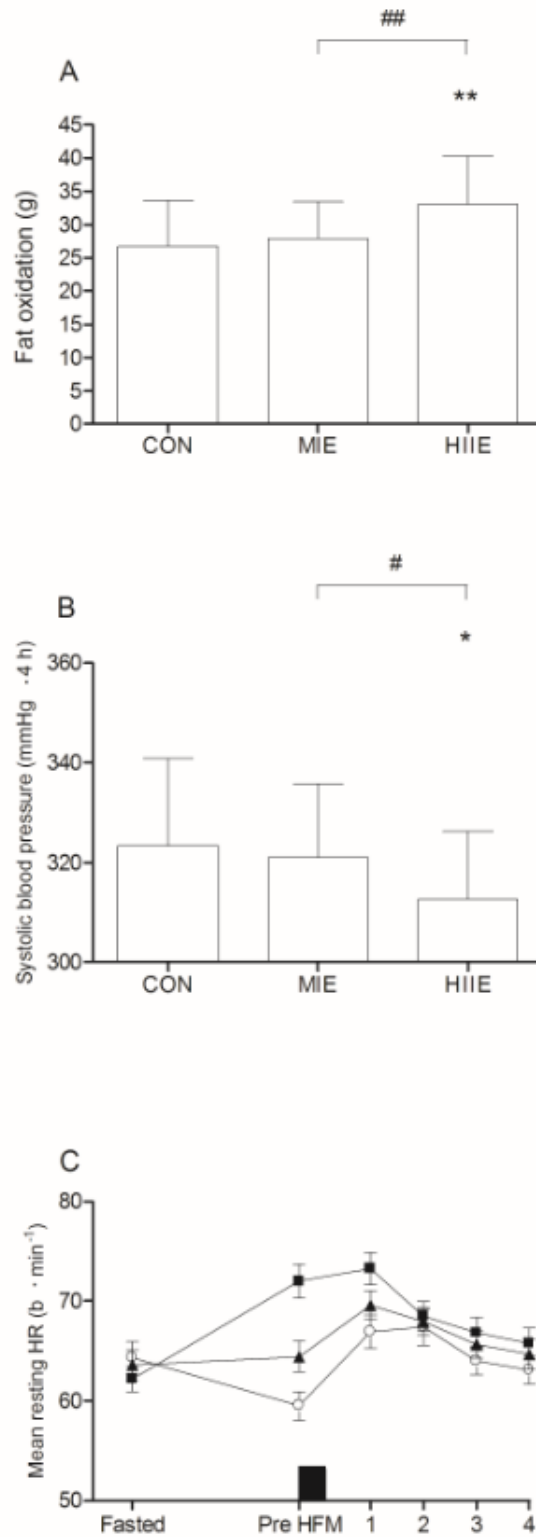 ##
A
**
45
40
35
30
25
20
15
10
5
0
Fat oxidation (g)
CON MIE HIIE
#
B
*
360
340
320
300
Systolic blood pressure (mmHg · 4 h)
CON MIE HIIE
C
80
70
60
50
Mean resting HR (b · min⁻¹)
Fasted Pre HFM 1 2 3 4